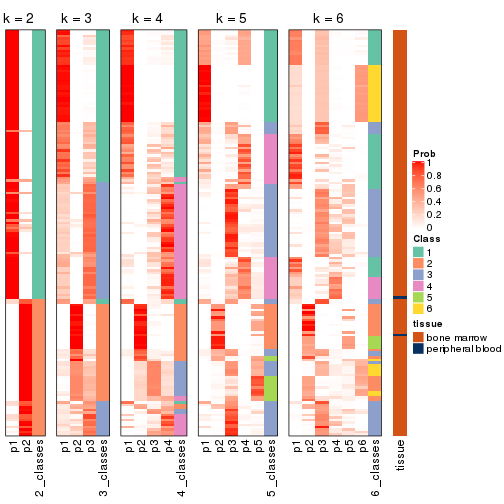 k = 2
k = 3
k = 4
k = 5
k = 6
Prob
1
0.8
0.6
0.4
0.2
0
Class
1
2
3
4
5
6
tissue
bone marrow
peripheral blood
p1
p2
2_classes
p1
p2
p3
3_classes
p1
p2
p3
p4
4_classes
p1
p2
p3
p4
p5
5_classes
p1
p2
p3
p4
p5
p6
6_classes
tissue